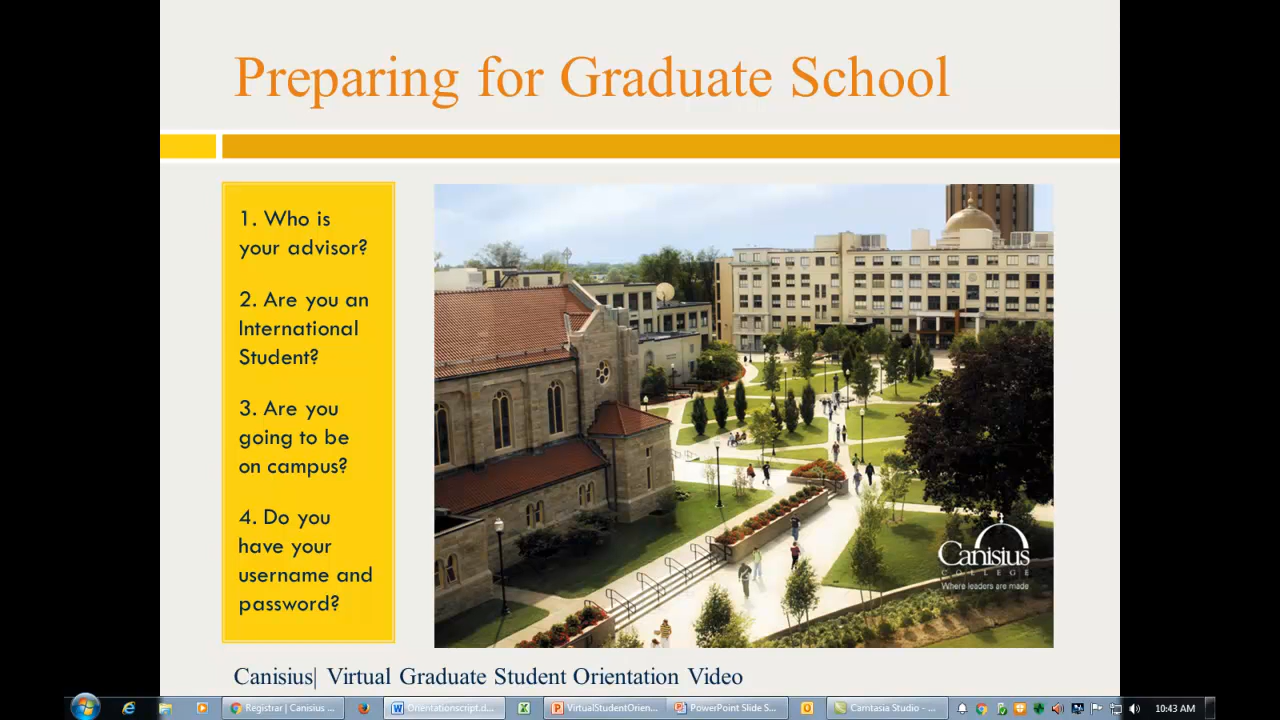 Preparing for Graduate School
1. Who is
your advisor?
2. Are you an
International
Student?
3. Are you
going to be
on campus?
4. Do you
have your
username and
password?
Canisius
COLLEGE
Where leaders are made
Canisius| Virtual Graduate Student Orientation Video
Registrar | Canisius ...
Orientationscript.d...
VirtualStudentOrien...
PowerPoint Slide S...
Camtasia Studio - ...
10:43 AM